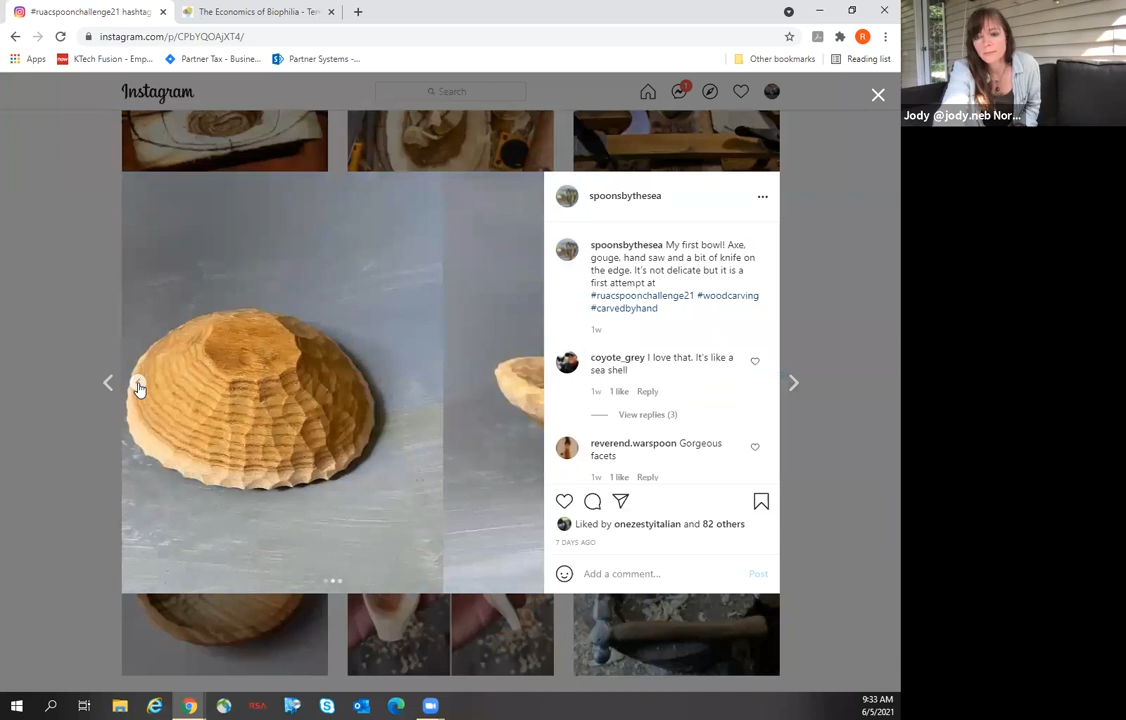 #ruacspoonchallenge21 hashtag
The Economics of Biophilia - Ter
instagram.com/p/CPbYQOAjXT4/
R
Apps
KTech Fusion - Emp...
Partner Tax - Busine...
Partner Systems -...
Other bookmarks
Reading list
Instagram
Search
1
Jody @jody.neb Nor...
spoonsbythesea
spoonsbythesea My first bowl! Axe,
gouge, hand saw and a bit of knife on
the edge. It's not delicate but it is a
first attempt at
#ruacspoonchallenge21 #woodcarving
#carvedbyhand
1w
coyote_grey I love that. It's like a
sea shell
1w 1 like Reply
View replies (3)
reverend.warspoon Gorgeous
facets
1w 1 like Reply
Liked by onezestyitalian and 82 others
7 DAYS AGO
Add a comment...
Post
RSA
9:33 AM
6/5/2021